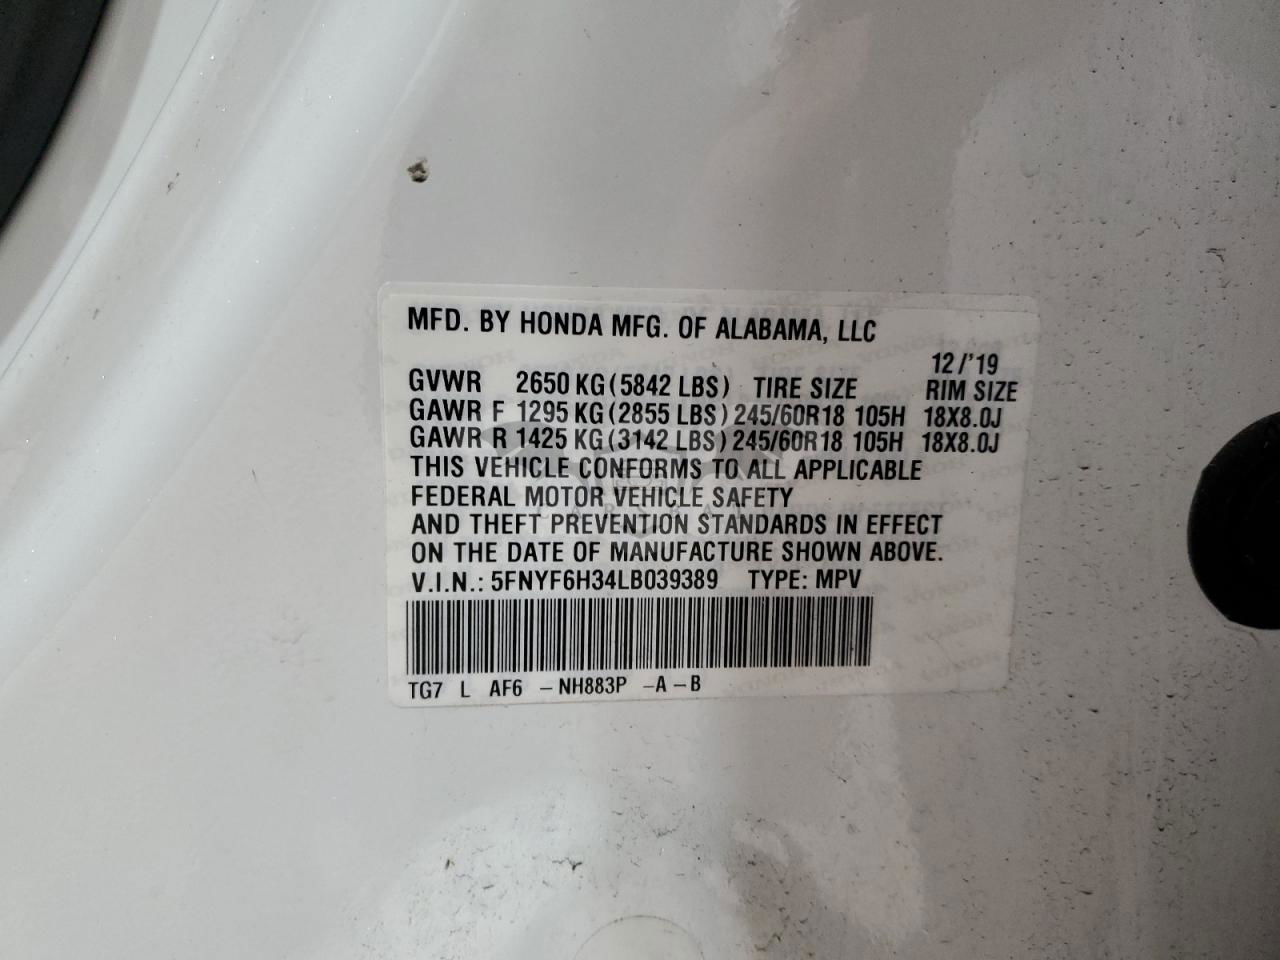 MFD. BY HONDA MFG. OF ALABAMA, LLC
12/'19
GVWR 2650 KG (5842 LBS) TIRE SIZE RIM SIZE
GAWR F 1295 KG (2855 LBS) 245/60R18 105H 18X8.0J
GAWR R 1425 KG (3142 LBS) 245/60R18 105H 18X8.0J
THIS VEHICLE CONFORMS TO ALL APPLICABLE
FEDERAL MOTOR VEHICLE SAFETY
AND THEFT PREVENTION STANDARDS IN EFFECT
ON THE DATE OF MANUFACTURE SHOWN ABOVE.
V.I.N.: 5FNYF6H34LB039389 TYPE: MPV
TG7 L AF6 – NH883P -A – B